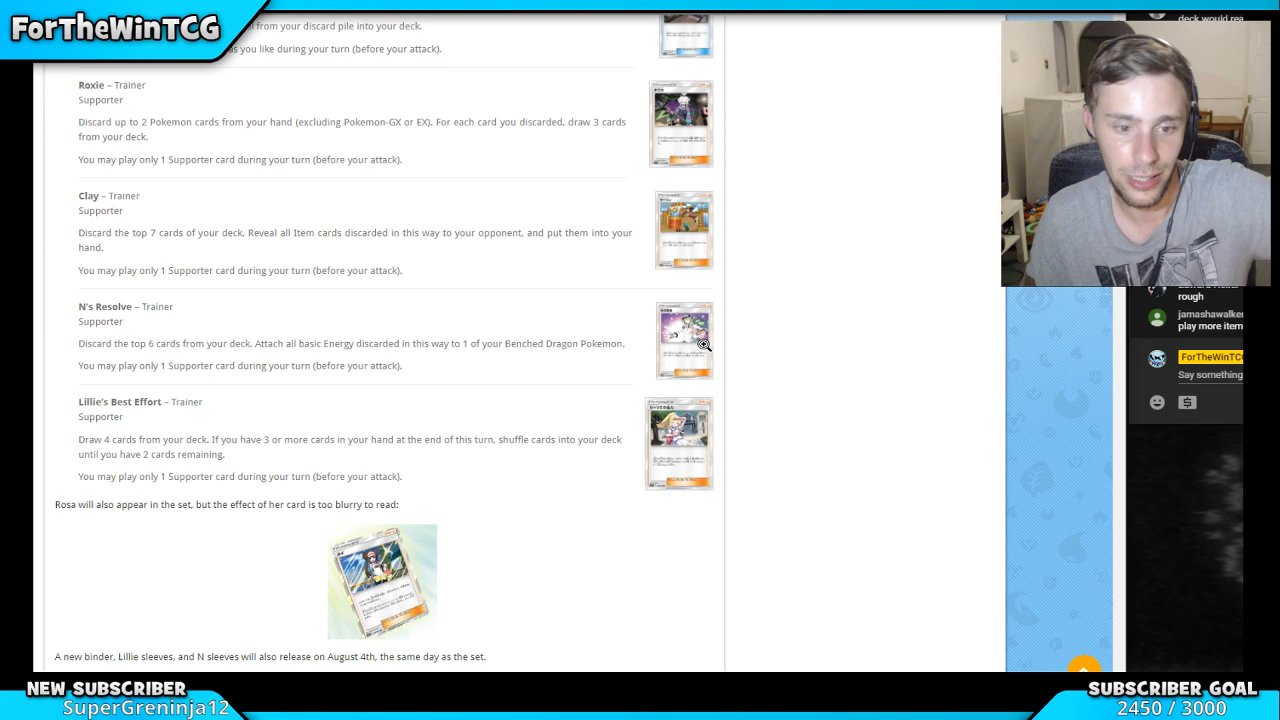 ForTheWinTCG
from your discard pile into your deck.
s you like during your turn (before your attack).
Roxie – Trainer
Supporter
Discard up to 2 Pokemon cards from your hand (excluding Pokemon-GX or EX). For each card you discarded, draw 3 cards
from your deck.
You may play only 1 Supporter card during your turn (before your attack).
Clay – Trainer
Supporter
Discard the top 7 cards of your deck. Reveal all Item cards discarded in this way to your opponent, and put them into your
hand.
You may play only 1 Supporter card during your turn (before your attack).
N's Resolve – Trainer
Supporter
Discard the top 6 cards from your deck. Attach all basic Energy discarded in this way to 1 of your Benched Dragon Pokemon.
You may play only 1 Supporter card during your turn (before your attack).
Lillie's Best Effort – Trainer
Supporter
Draw 4 cards from your deck. If you have 3 or more cards in your hand at the end of this turn, shuffle cards into your deck
until you have 2 cards remaining.
You may play only 1 Supporter card during your turn (before your attack).
Rosa will also appear in the set, but the effect of her card is too blurry to read:
メイ
A new binder, Lillie sleeves, and N sleeves will also release on August 4th, the same day as the set.
deck would rea
rough
jamashawalker
play more item
ForTheWinTC
Say something
NEW SUBSCRIBER
SuperGreninja12
SUBSCRIBER GOAL
2450 / 3000